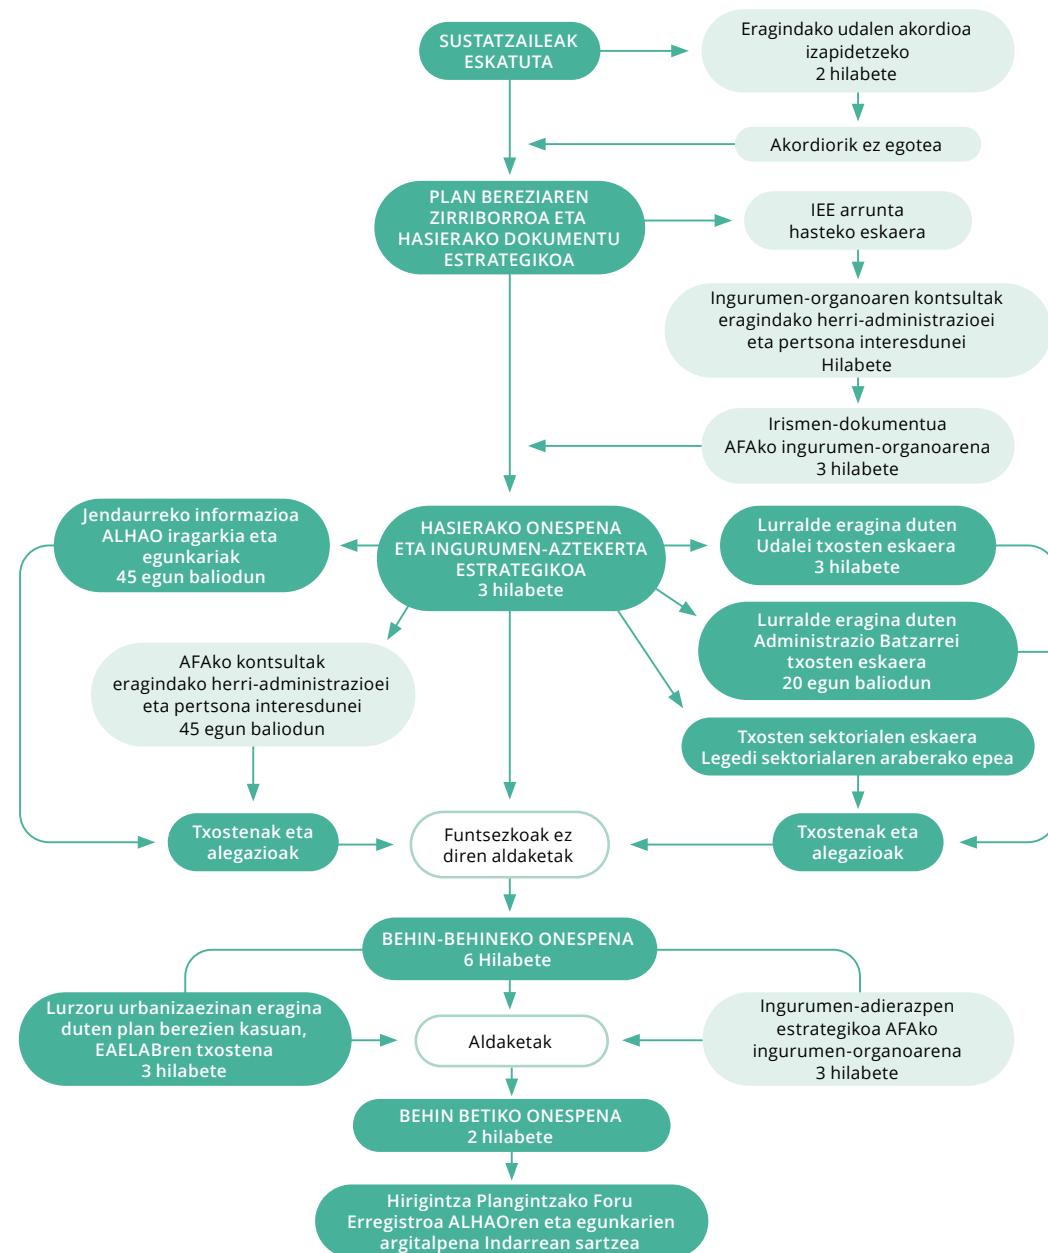 SUSTATZAILEAK
ESKATUTA
Eragindako udalen akordioa
izapidetzeko
2 hilabete
Akordiorik ez egotea
PLAN BEREZIAREN
ZIRRIBORROA ETA
HASIERAKO DOKUMENTU
ESTRATEGIKOA
IEE arrunta
hasteko eskaera
Ingurumen-organoaren kontsultak
eragindako herri-administrazioei
eta pertsona interesdunei
Hilabete
Irismen-dokumentua
AFAko ingurumen-organoarena
3 hilabete
Jendaurreko informazioa
ALHAO iragarkia eta
egunkariak
45 egun baliodun
HASIERAKO ONESPENA
ETA INGURUMEN-AZTEKERTA
ESTRATEGIKOA
3 hilabete
Lurralde eragina duten
Udalei txosten eskaera
3 hilabete
Lurralde eragina duten
Administrazio Batzarrei
txosten eskaera
20 egun baliodun
AFAko kontsultak
eragindako herri-administrazioei
eta pertsona interesdunei
45 egun baliodun
Txosten sektorialen eskaera
Legedi sektorialaren araberako epea
Txostenak eta
alegazioak
Funtsezkoak ez
diren aldaketak
Txostenak eta
alegazioak
BEHIN-BEHINEKO ONESPENA
6 Hilabete
Lurzoru urbanizaezinan eragina
duten plan berezien kasuan,
EAELABren txostena
3 hilabete
Aldaketak
Ingurumen-adierazpen
estrategikoa AFAko
ingurumen-organoarena
3 hilabete
BEHIN BETIKO ONESPENA
2 hilabete
Hirigintza Plangintzako Foru
Erregistroa ALHAOren eta egunkarien
argitalpena Indarrean sartzea